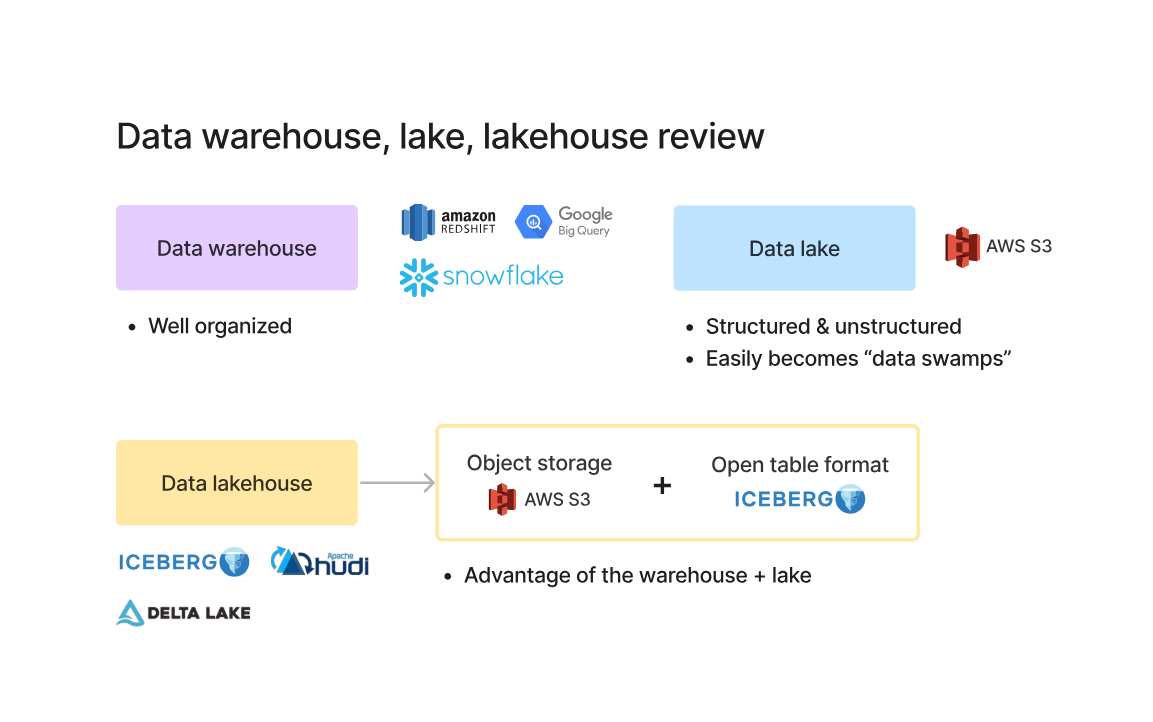 Data warehouse, lake, lakehouse review
Data warehouse
amazon
REDSHIFT
Google
Big Query
snowflake
• Well organized
Data lake
AWS S3
• Structured & unstructured
• Easily becomes “data swamps”
Data lakehouse
ICEBERG
Apache
hudi
DELTA LAKE
Object storage
AWS S3
+
Open table format
ICEBERG
• Advantage of the warehouse + lake